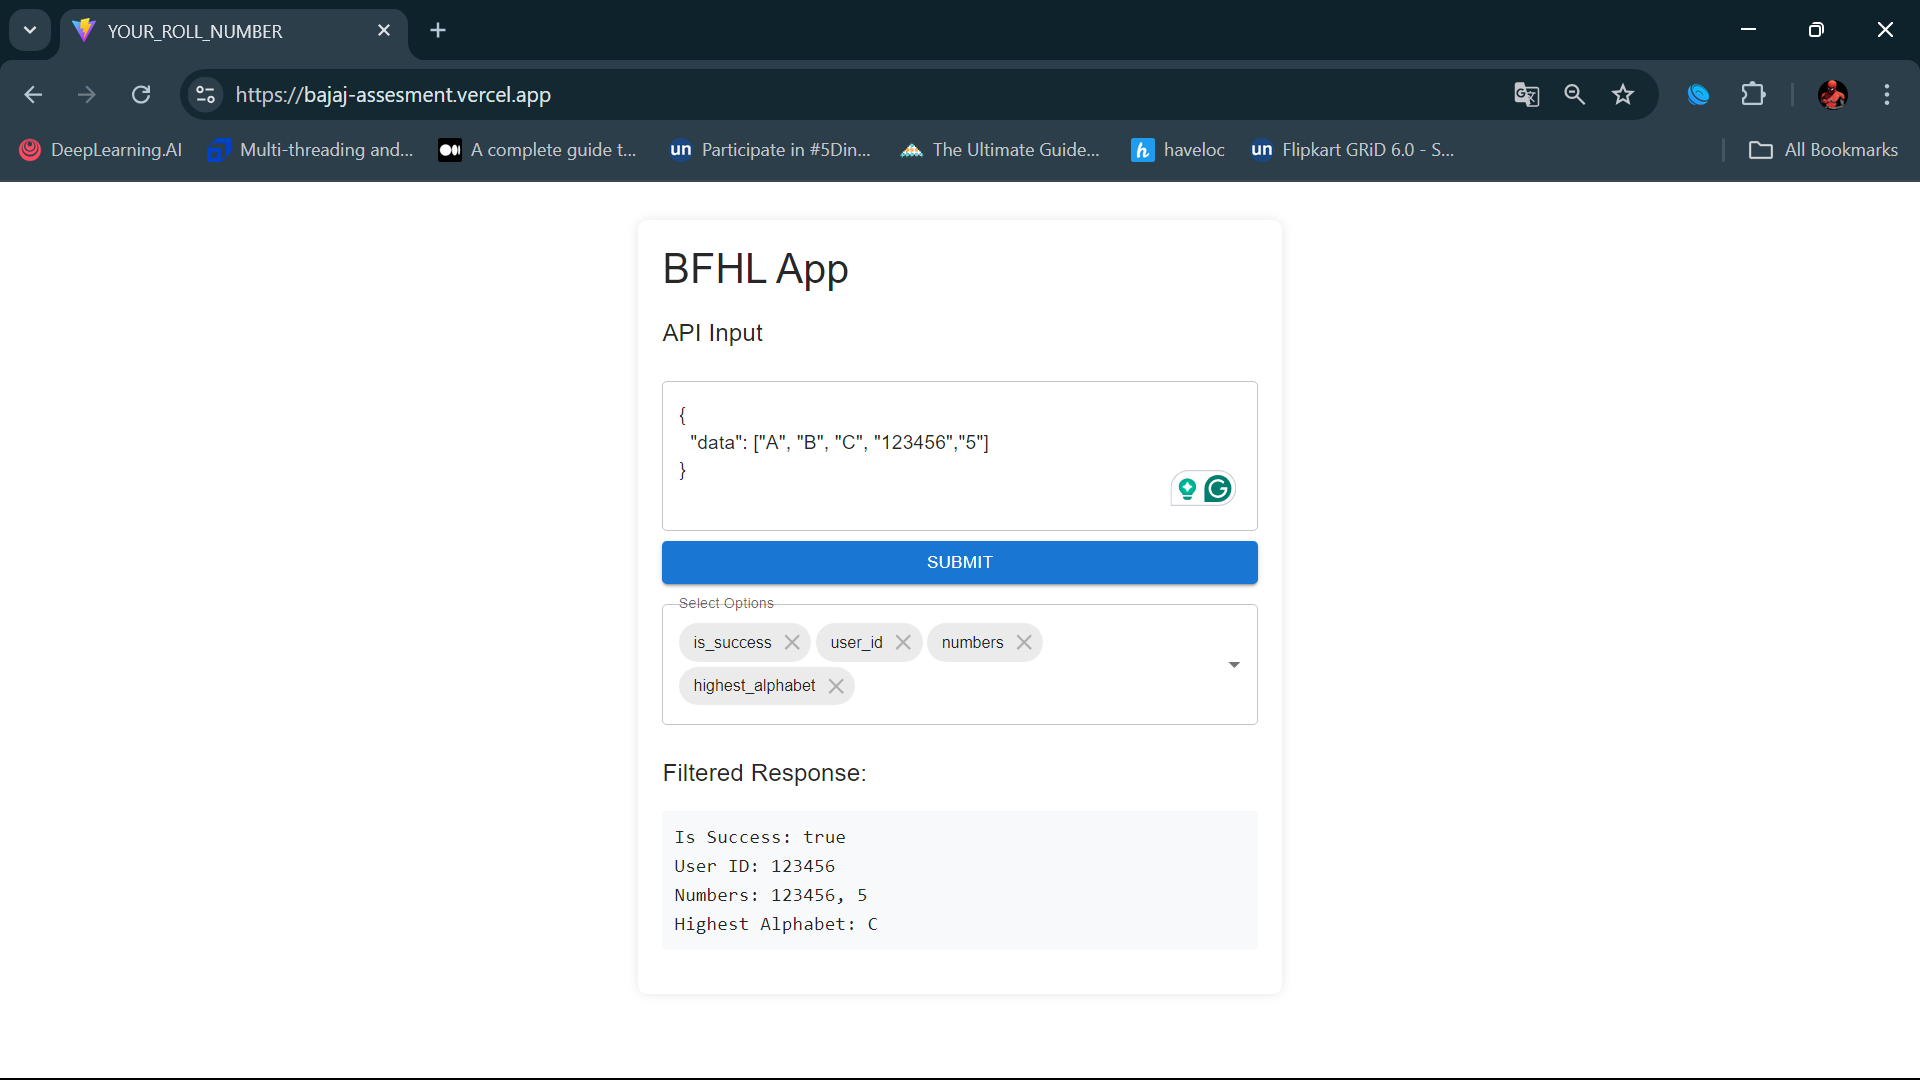 YOUR_ROLL_NUMBER
https://bajaj-assesment.vercel.app
DeepLearning.AI Multi-threading and... A complete guide t... un Participate in #5Din... The Ultimate Guide... h haveloc un Flipkart GRiD 6.0 - S... All Bookmarks
BFHL App
API Input
{
"data": ["A", "B", "C", "123456","5"]
}
SUBMIT
Select Options
is_success user_id numbers
highest_alphabet
Filtered Response:
Is Success: true
User ID: 123456
Numbers: 123456, 5
Highest Alphabet: C